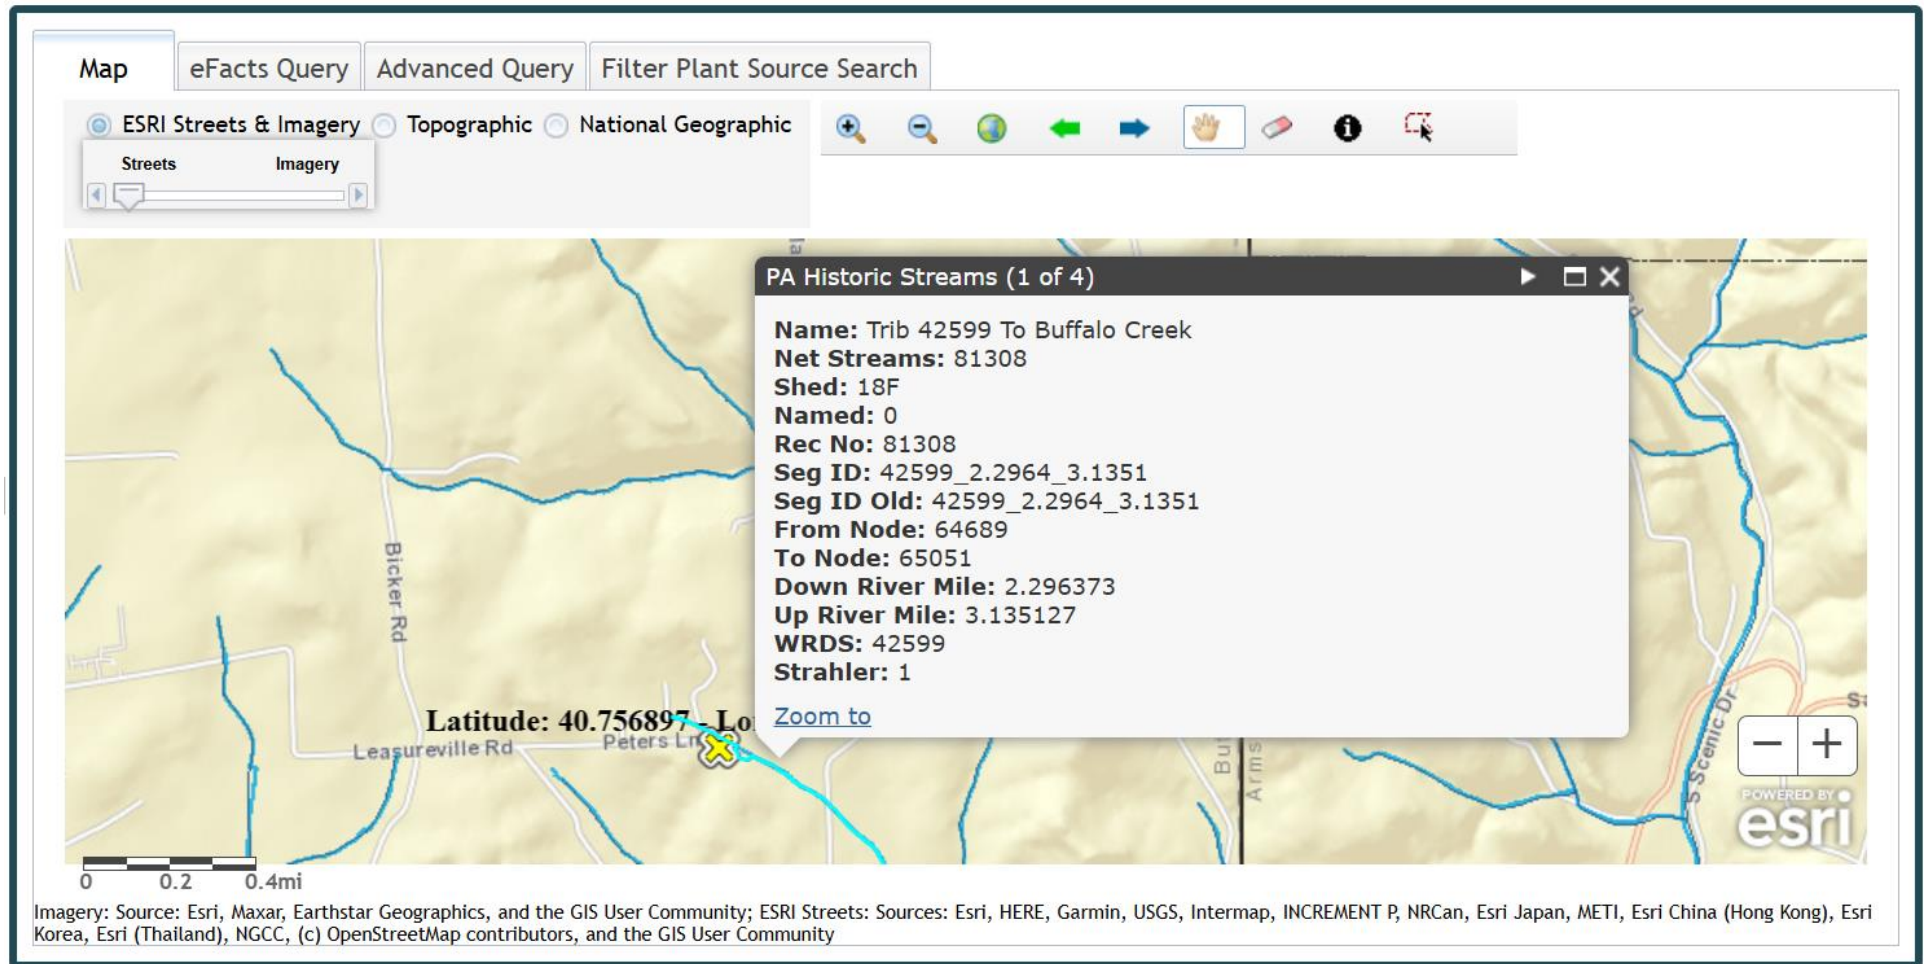 Map
eFacts Query
Advanced Query
Filter Plant Source Search
ESRI Streets & Imagery
Topographic
National Geographic
Streets
Imagery
PA Historic Streams (1 of 4)
Name: Trib 42599 To Buffalo Creek
Net Streams: 81308
Shed: 18F
Named: 0
Rec No: 81308
Seg ID: 42599_2.2964_3.1351
Seg ID Old: 42599_2.2964_3.1351
From Node: 64689
To Node: 65051
Down River Mile: 2.296373
Up River Mile: 3.135127
WRDS: 42599
Strahler: 1
Zoom to
Bicker Rd
Latitude: 40.756897 - Lo
Leasureville Rd
Peters Ln
But
Arms
S Scenic Dr
POWERED BY
esri
0 0.2 0.4mi
Imagery: Source: Esri, Maxar, Earthstar Geographics, and the GIS User Community; ESRI Streets: Sources: Esri, HERE, Garmin, USGS, Intermap, INCREMENT P, NRCan, Esri Japan, METI, Esri China (Hong Kong), Esri
Korea, Esri (Thailand), NGCC, (c) OpenStreetMap contributors, and the GIS User Community